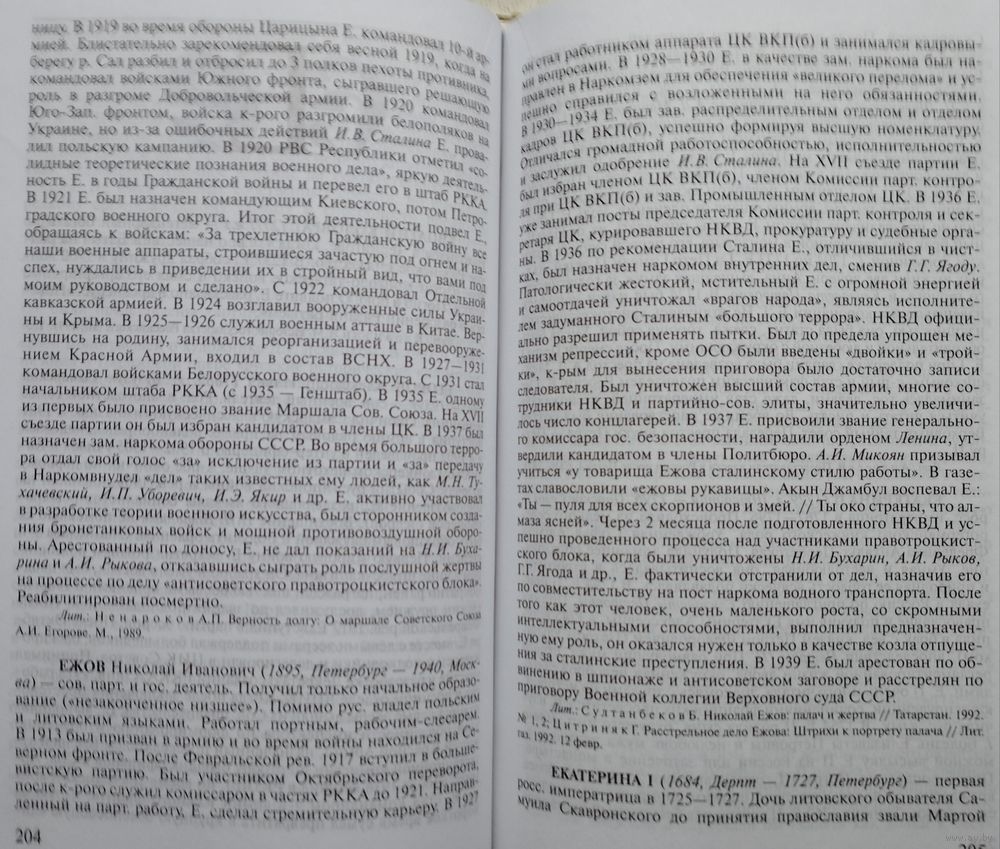 нищу. В 1919 во время обороны Царицына Е. командовал 10-й ар-
мией. Блистательно зарекомендовал себя весной 1919, когда на
берегу р. Сал разбил и отбросил до 3 полков пехоты противника,
командовал войсками Южного фронта, сыгравшего решающую
роль в разгроме Добровольческой армии. В 1920 командовал
Юго-Зап. фронтом, войска к-рого разгромили белополяков на
Украине, но из-за ошибочных действий И.В. Сталина Е. прова-
лил польскую кампанию. В 1920 РВС Республики отметил «со-
лидные теоретические познания военного дела», яркую деятель-
ность Е. в годы Гражданской войны и перевел его в штаб РККА.
В 1921 Е. был назначен командующим Киевского, потом Петро-
градского военного округа. Итог этой деятельности подвел Е.,
обращаясь к войскам: «За трехлетнюю Гражданскую войну все
наши военные аппараты, строившиеся зачастую под огнем и на-
спех, нуждались в приведении их в стройный вид, что вами под
моим руководством и сделано». С 1922 командовал Отдельной
кавказской армией. В 1924 возглавил вооруженные силы Украи-
ны и Крыма. В 1925—1926 служил военным атташе в Китае. Вер-
нувшись на родину, занимался реорганизацией и перевооруже-
нием Красной Армии, входил в состав ВСНХ. В 1927—1931
командовал войсками Белорусского военного округа. С 1931 стал
начальником штаба РККА (с 1935 — Генштаб). В 1935 Е. одному
из первых было присвоено звание Маршала Сов. Союза. На XVII
съезде партии он был избран кандидатом в члены ЦК. В 1937 был
назначен зам. наркома обороны СССР. Во время большого терро-
ра отдал свой голос «за» исключение из партии и «за» передачу
в Наркомвнудел «дел» таких известных ему людей, как М.Н. Ту-
хачевский, И.П. Уборевич, И.Э. Якир и др. Е. активно участвовал
в разработке теории военного искусства, был сторонником созда-
ния бронетанковых войск и мощной противовоздушной оборо-
ны. Арестованный по доносу, Е. не дал показаний на Н.И. Буха-
рина и А.И. Рыкова, отказавшись сыграть роль послушной жертвы
на процессе по делу «антисоветского правотроцкистского блока».
Реабилитирован посмертно.
Лит.: Ненароков А.П. Верность долгу: О маршале Советского Союза
А.И. Егорове. М., 1989.
ЕЖОВ Николай Иванович (1895, Петербург — 1940, Моск-
ва) — сов. парт. и гос. деятель. Получил только начальное образо-
вание («незаконченное низшее»). Помимо рус. владел польским
и литовским языками. Работал портным, рабочим-слесарем.
В 1913 был призван в армию и во время войны находился на Се-
верном фронте. После Февральской рев. 1917 вступил в больше-
вистскую партию. Был участником Октябрьского переворота,
после к-рого служил комиссаром в частях РККА до 1921. Направ-
ленный на парт. работу, Е. сделал стремительную карьеру. В 1927
204
он стал работником аппарата ЦК ВКП(б) и занимался кадровы-
ми вопросами. В 1928—1930 Е. в качестве зам. наркома был на-
правлен в Наркомзем для обеспечения «великого перелома» и ус-
пешно справился с возложенными на него обязанностями.
В 1930—1934 Е. был зав. распределительным отделом и отделом
кадров ЦК ВКП(б), успешно формируя высшую номенклатуру.
Отличался громадной работоспособностью, исполнительностью
и заслужил одобрение И.В. Сталина. На XVII съезде партии Е.
был избран членом ЦК ВКП(б), членом Комиссии парт. контро-
ля при ЦК ВКП(б) и зав. Промышленным отделом ЦК. В 1936 Е.
уже занимал посты председателя Комиссии парт. контроля и сек-
ретаря ЦК, курировавшего НКВД, прокуратуру и судебные орга-
ны. В 1936 по рекомендации Сталина Е., отличившийся в чист-
ках, был назначен наркомом внутренних дел, сменив Г.Г. Ягоду.
Патологически жестокий, мстительный Е. с огромной энергией
и самоотдачей уничтожал «врагов народа», являясь исполните-
лем задуманного Сталиным «большого террора». НКВД офици-
ально разрешил применять пытки. Был до предела упрощен ме-
ханизм репрессий, кроме ОСО были введены «двойки» и «трой-
ки», к-рым для вынесения приговора было достаточно записи
следователя. Был уничтожен высший состав армии, многие со-
трудники НКВД и партийно-сов. элиты, значительно увеличи-
лось число концлагерей. В 1937 Е. присвоили звание генерально-
го комиссара гос. безопасности, наградили орденом Ленина, ут-
вердили кандидатом в члены Политбюро. А.И. Микоян призывал
учиться «у товарища Ежова сталинскому стилю работы». В газе-
тах славословили «ежовы рукавицы». Акын Джамбул воспевал Е.:
«Ты — пуля для всех скорпионов и змей. // Ты око страны, что ал-
маза ясней». Через 2 месяца после подготовленного НКВД и ус-
пешно проведенного процесса над участниками правотроцкист-
ского блока, когда были уничтожены Н.И. Бухарин, А.И. Рыков,
Г.Г. Ягода и др., Е. фактически отстранили от дел, назначив его
по совместительству на пост наркома водного транспорта. После
того как этот человек, очень маленького роста, со скромными
интеллектуальными способностями, выполнил предназначен-
ную ему роль, он оказался нужен только в качестве козла отпуще-
ния за сталинские преступления. В 1939 Е. был арестован по об-
винению в шпионаже и антисоветском заговоре и расстрелян по
приговору Военной коллегии Верховного суда СССР.
Лит.: Султанбеков Б. Николай Ежов: палач и жертва // Татарстан. 1992.
№ 1, 2; Цитриняк Г. Расстрельное дело Ежова: Штрихи к портрету палача // Лит.
газ. 1992. 12 февр.
ЕКАТЕРИНА I (1684, Дерпт — 1727, Петербург) — первая
росс. императрица в 1725—1727. Дочь литовского обывателя Са-
муила Скавронского до принятия православия звали Мартой
205
www.ay.by